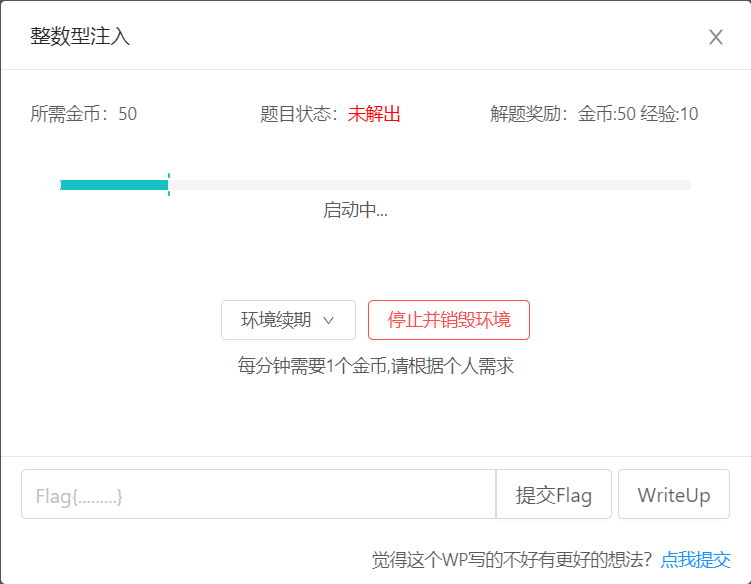 整数型注入
所需金币：50 题目状态：未解出 解题奖励：金币:50 经验:10
启动中...
环境续期 停止并销毁环境
每分钟需要1个金币,请根据个人需求
Flag{.........} 提交Flag WriteUp
觉得这个WP写的不好有更好的想法？点我提交